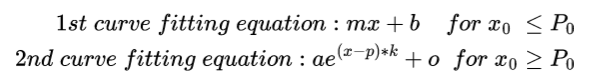 1st curve fitting equation : mx + b for x₀ ≤ P₀
2nd curve fitting equation : ae^(x−p)∗k + o for x₀ ≥ P₀